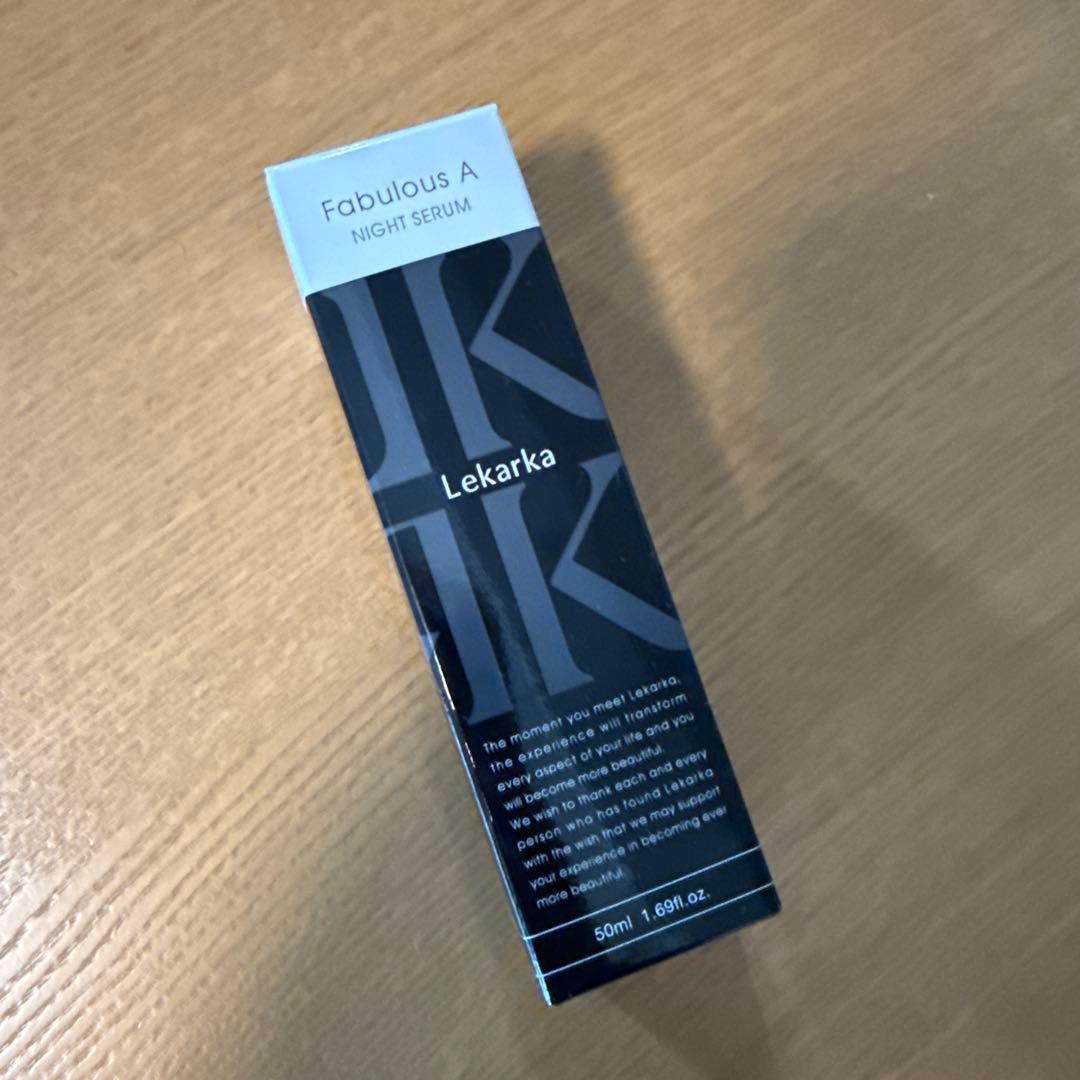 Fabulous A
NIGHT SERUM
Lekarka
The moment you meet Lekarka,
the experience will transform
every aspect of your life and you
will become more beautiful.
We wish to thank each and every
person who has found Lekarka
with the wish that we may support
your experience in becoming ever
more beautiful.
50ml 1.69fl.oz.